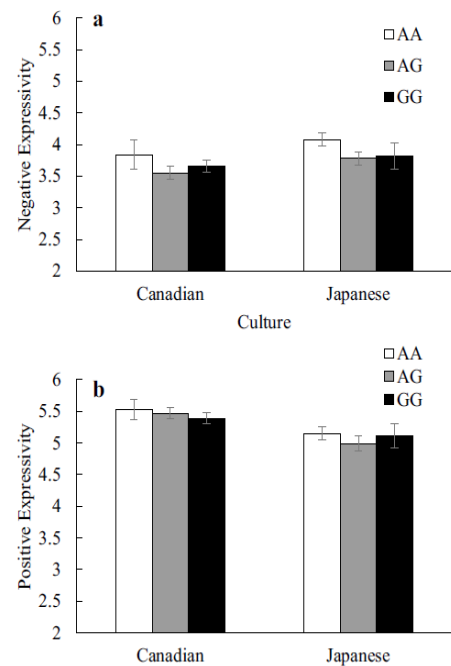 a
AA
AG
GG
Negative Expressivity
6
5.5
5
4.5
4
3.5
3
2.5
2
Canadian Japanese
Culture
b
AA
AG
GG
Positive Expressivity
6
5.5
5
4.5
4
3.5
3
2.5
2
Canadian Japanese